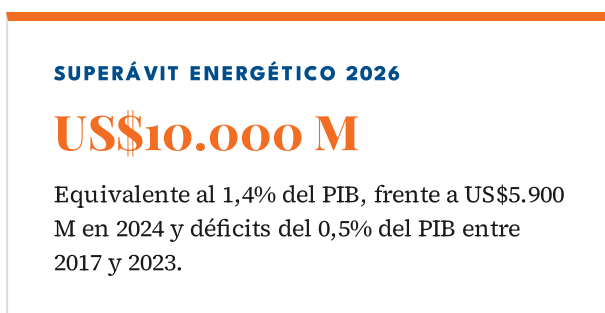 SUPERÁVIT ENERGÉTICO 2026
US$10.000 M
Equivalente al 1,4% del PIB, frente a US$5.900
M en 2024 y déficits del 0,5% del PIB entre
2017 y 2023.